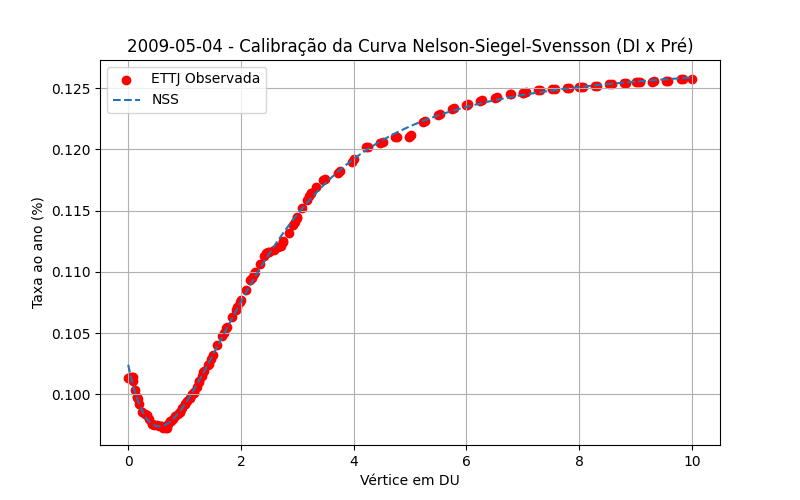 2009-05-04 - Calibração da Curva Nelson-Siegel-Svensson (DI x Pré)
ETTJ Observada
NSS
Taxa ao ano (%)
0.125
0.120
0.115
0.110
0.105
0.100
0 2 4 6 8 10
Vértice em DU